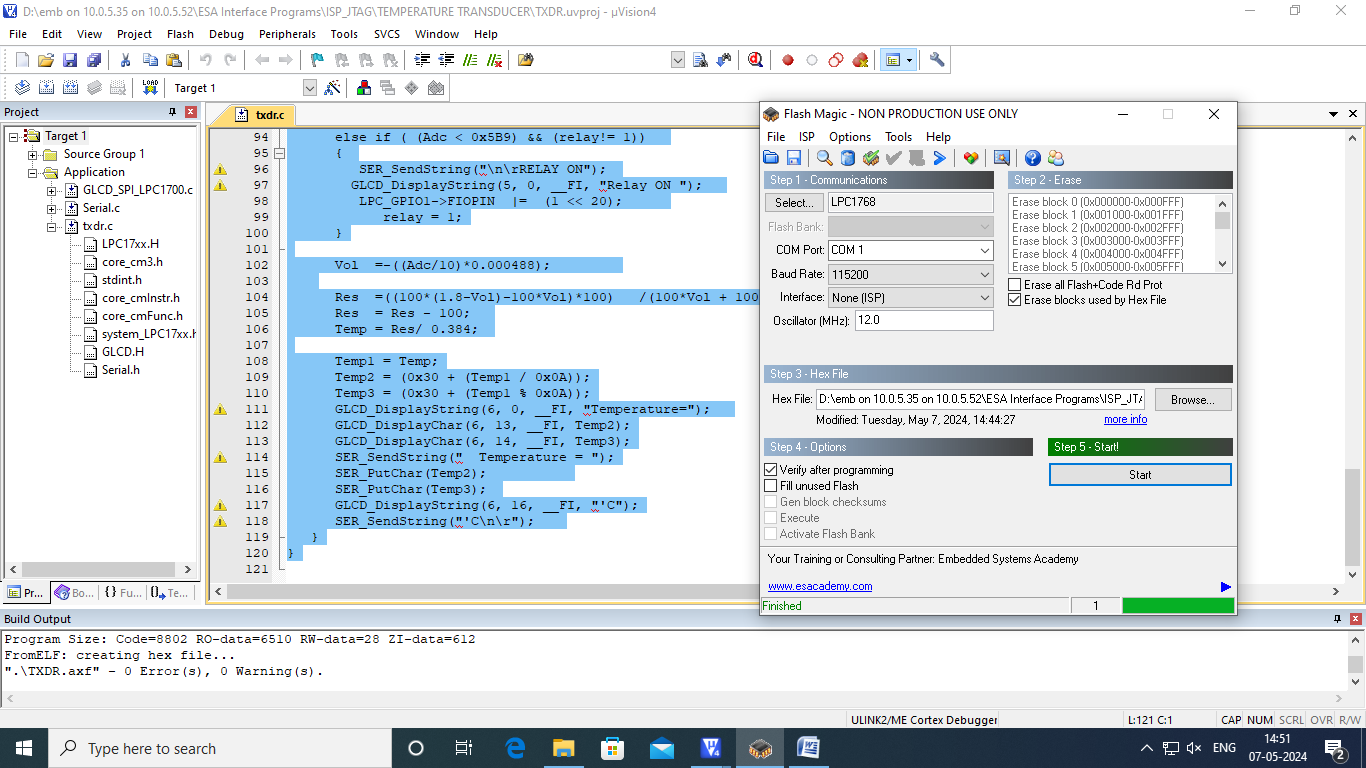 D:\emb on 10.0.5.35 on 10.0.5.52\ESA Interface Programs\ISP_JTAG\TEMPERATURE TRANSDUCER\TXDR.uvproj - µVision4
File Edit View Project Flash Debug Peripherals Tools SVCS Window Help
LOAD Target 1
Project
Target 1
Source Group 1
Application
GLCD_SPI_LPC1700.c
Serial.c
txdr.c
LPC17xx.H
core_cm3.h
stdint.h
core_cmInstr.h
core_cmFunc.h
system_LPC17xx.h
GLCD.H
Serial.h
Pr... Bo... {} Fu... Te...
txdr.c
94 else if ( (Adc < 0x5B9) && (relay!= 1))
95 {
96 SER_SendString("\n\rRELAY ON");
97 GLCD_DisplayString(5, 0, __FI, "Relay ON ");
98 LPC_GPIO1->FIOPIN |= (1 << 20);
99 relay = 1;
100 }
101
102 Vol =-((Adc/10)*0.000488);
103
104 Res =((100*(1.8-Vol)-100*Vol)*100) /(100*Vol + 100
105 Res = Res - 100;
106 Temp = Res/ 0.384;
107
108 Temp1 = Temp;
109 Temp2 = (0x30 + (Temp1 / 0x0A));
110 Temp3 = (0x30 + (Temp1 % 0x0A));
111 GLCD_DisplayString(6, 0, __FI, "Temperature=");
112 GLCD_DisplayChar(6, 13, __FI, Temp2);
113 GLCD_DisplayChar(6, 14, __FI, Temp3);
114 SER_SendString(" Temperature = ");
115 SER_PutChar(Temp2);
116 SER_PutChar(Temp3);
117 GLCD_DisplayString(6, 16, __FI, "'C");
118 SER_SendString("'C\n\r");
119 }
120 }
121
Flash Magic - NON PRODUCTION USE ONLY
File ISP Options Tools Help
Step 1 - Communications
Select... LPC1768
Flash Bank:
COM Port: COM 1
Baud Rate: 115200
Interface: None (ISP)
Oscillator (MHz): 12.0
Step 2 - Erase
Erase block 0 (0x000000-0x000FFF)
Erase block 1 (0x001000-0x001FFF)
Erase block 2 (0x002000-0x002FFF)
Erase block 3 (0x003000-0x003FFF)
Erase block 4 (0x004000-0x004FFF)
Erase block 5 (0x005000-0x005FFF)
Erase all Flash+Code Rd Prot
Erase blocks used by Hex File
Step 3 - Hex File
Hex File: D:\emb on 10.0.5.35 on 10.0.5.52\ESA Interface Programs\ISP_JTA Browse...
Modified: Tuesday, May 7, 2024, 14:44:27 more info
Step 4 - Options
Verify after programming
Fill unused Flash
Gen block checksums
Execute
Activate Flash Bank
Step 5 - Start!
Start
Your Training or Consulting Partner: Embedded Systems Academy
www.esacademy.com
Finished 1
Build Output
Program Size: Code=8802 RO-data=6510 RW-data=28 ZI-data=612
FromELF: creating hex file...
".\TXDR.axf" - 0 Error(s), 0 Warning(s).
ULINK2/ME Cortex Debugger L:121 C:1 CAP NUM SCRL OVR R/W
Type here to search
ENG 14:51
07-05-2024
2